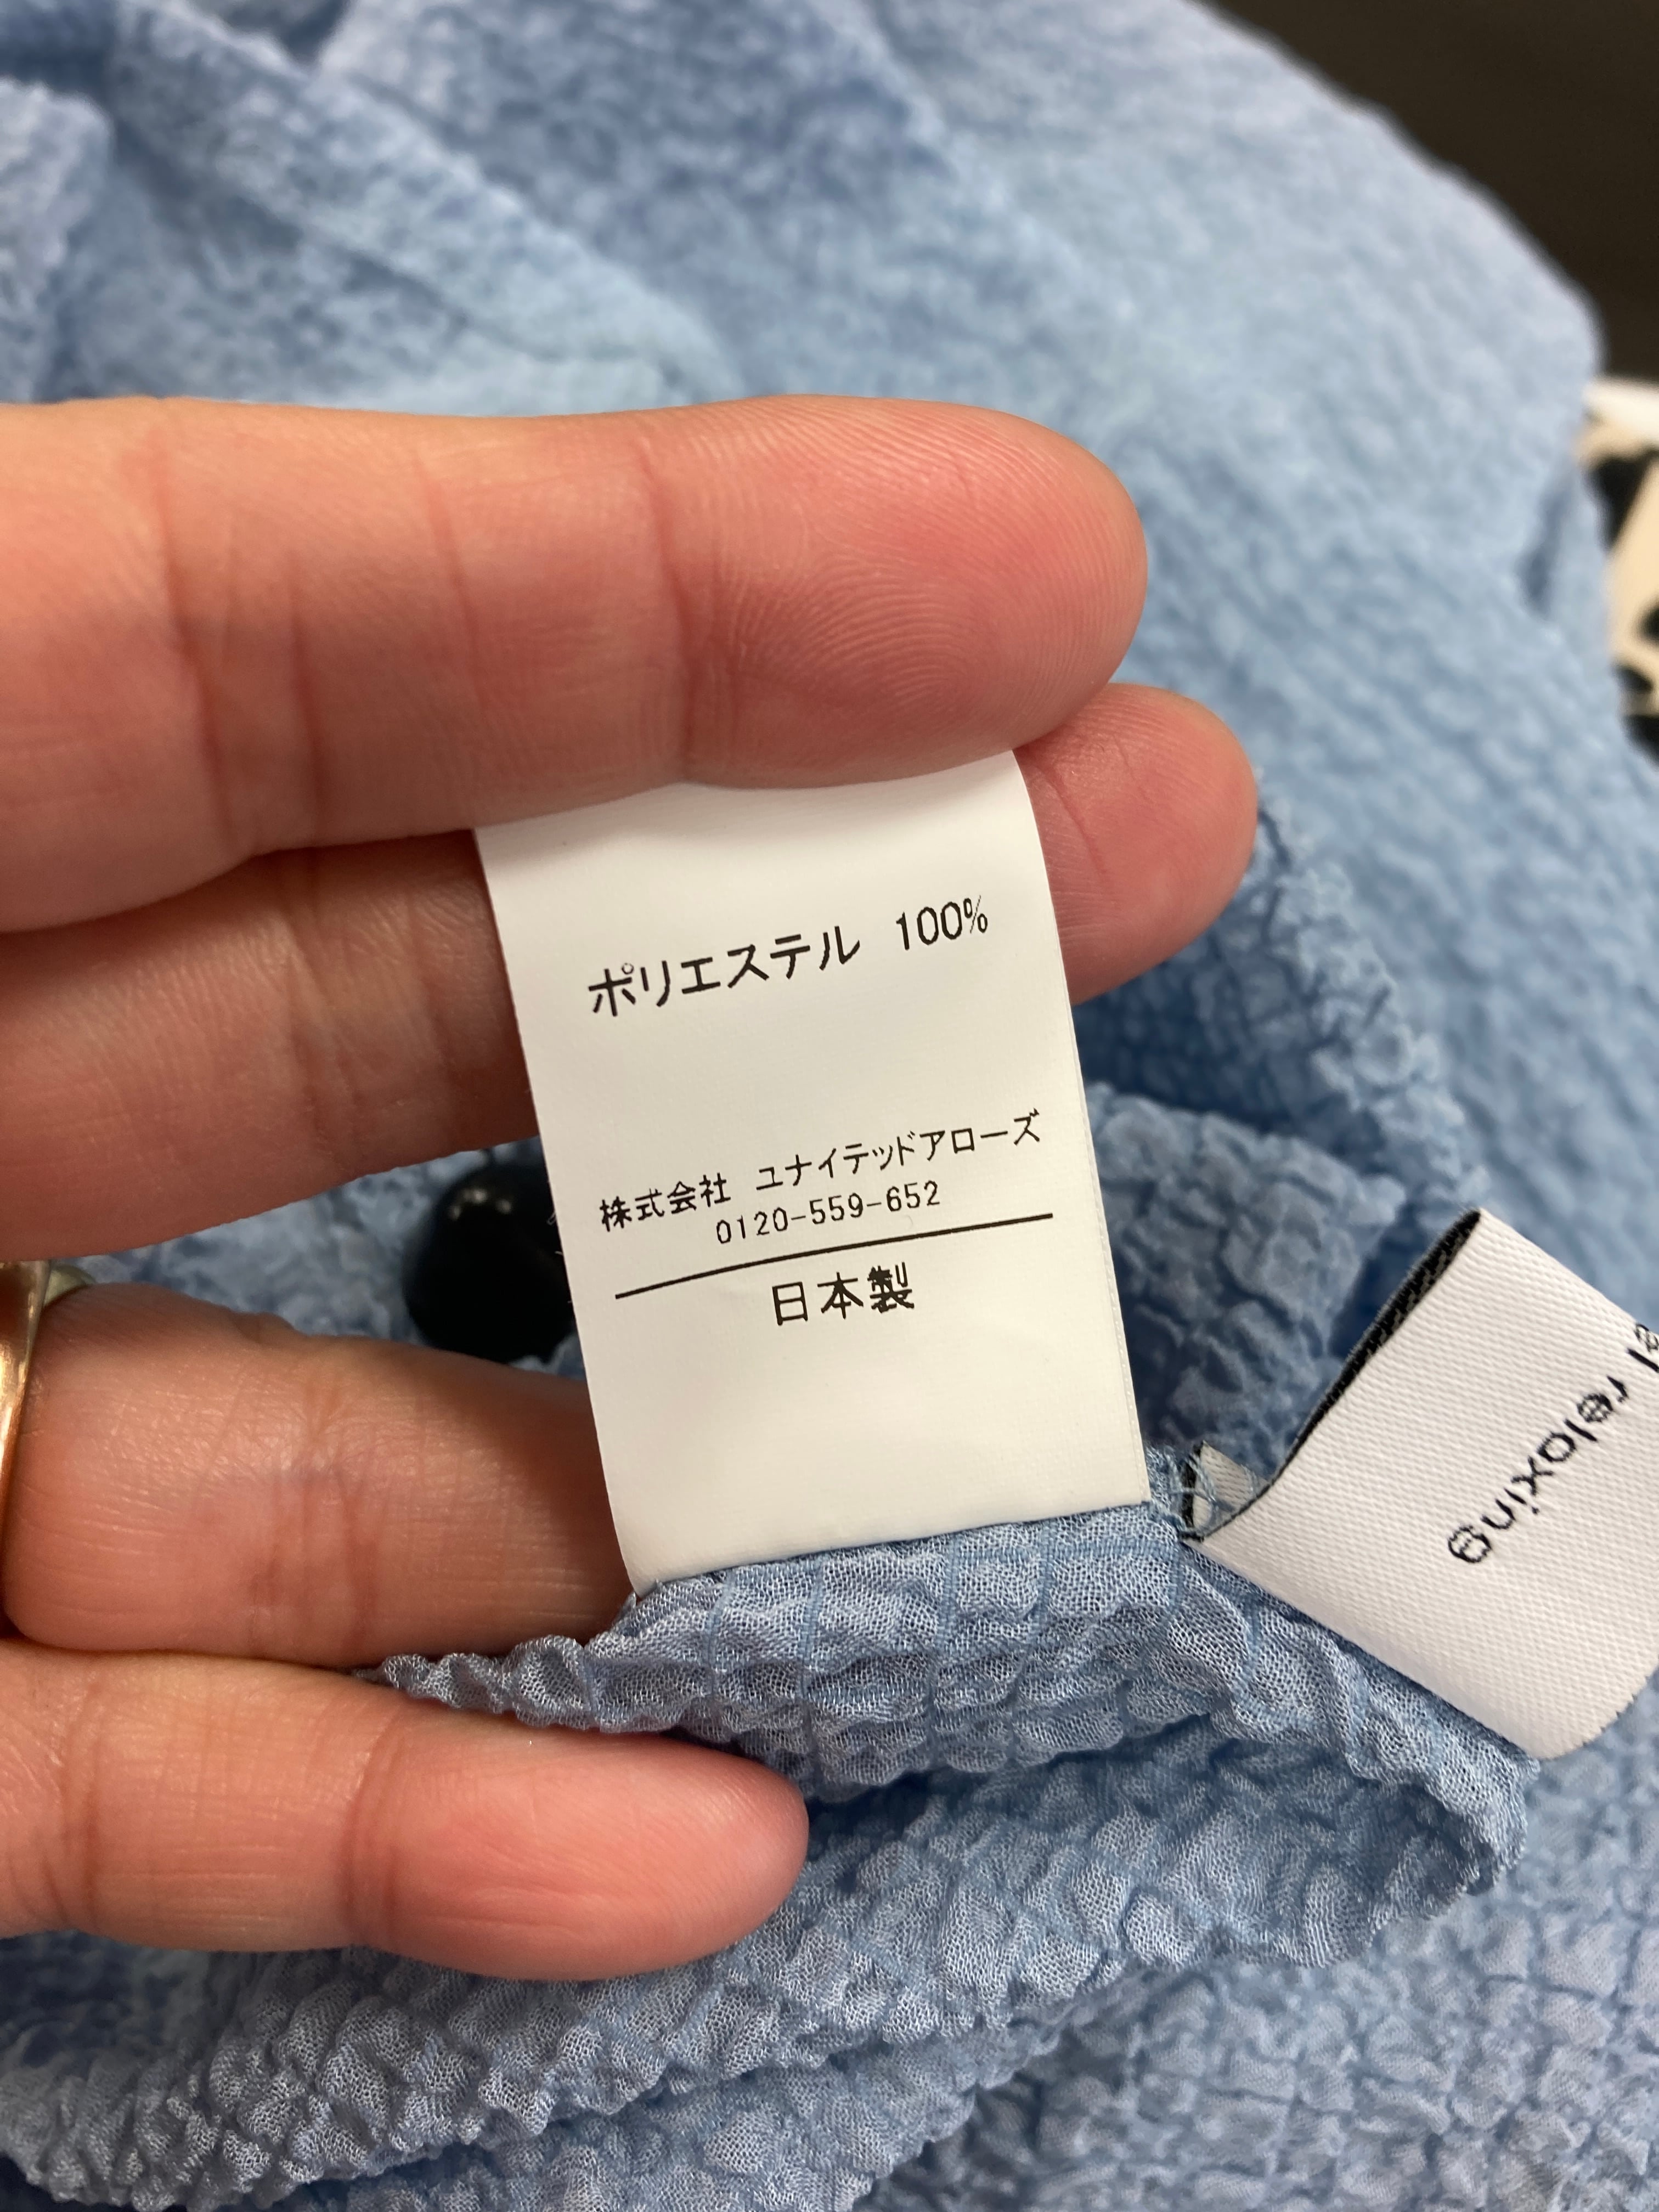 ポリエステル 100%
株式会社 ユナイテッドアローズ
0120-559-652
日本製
relaxing